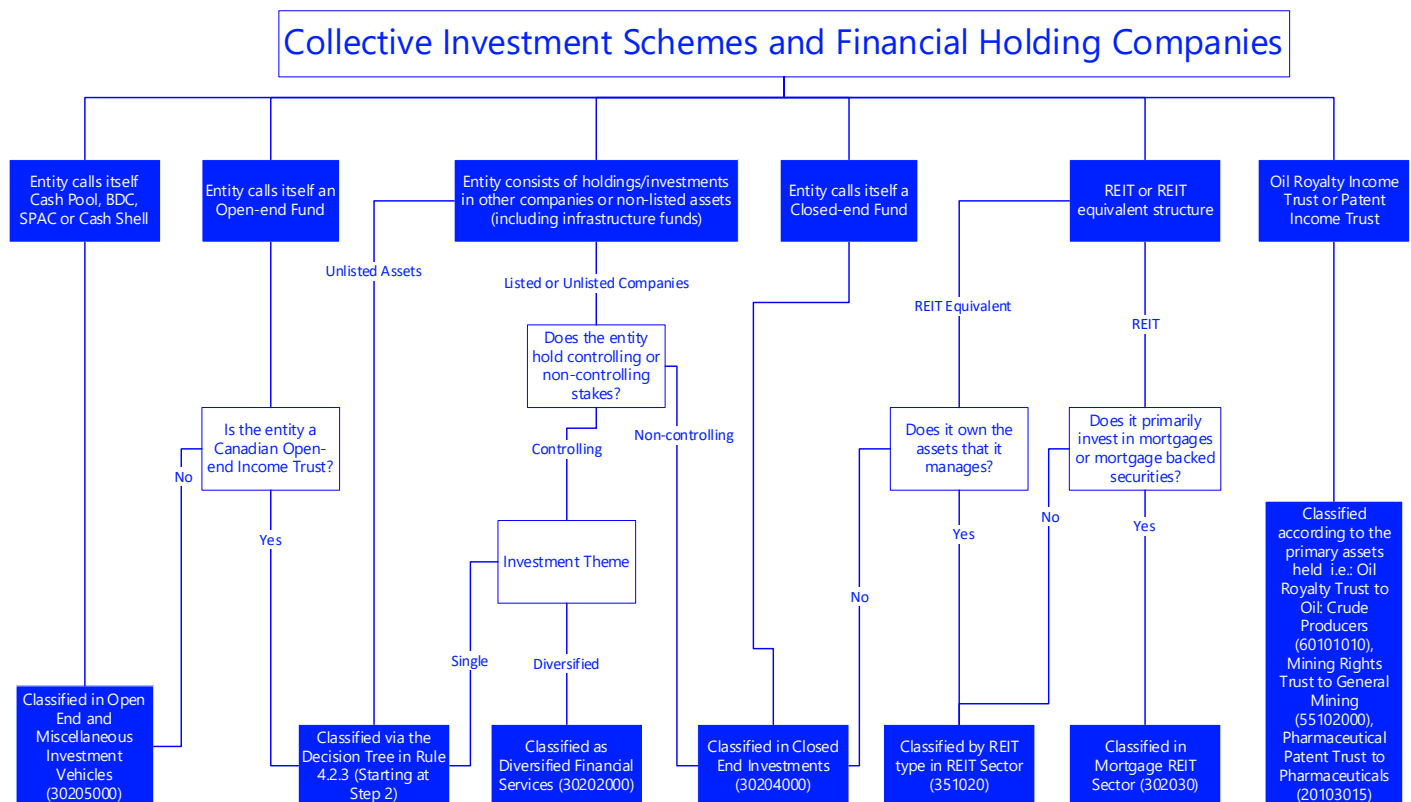 Collective Investment Schemes and Financial Holding Companies
Entity calls itself
Cash Pool, BDC,
SPAC or Cash Shell
Entity calls itself an
Open-end Fund
Entity consists of holdings/investments
in other companies or non-listed assets
(including infrastructure funds)
Entity calls itself a
Closed-end Fund
REIT or REIT
equivalent structure
Oil Royalty Income
Trust or Patent
Income Trust
Unlisted Assets
Listed or Unlisted Companies
REIT Equivalent
REIT
Does the entity
hold controlling or
non-controlling
stakes?
Is the entity a
Canadian Open-
end Income Trust?
Controlling
Non-controlling
Does it own the
assets that it
manages?
Does it primarily
invest in mortgages
or mortgage backed
securities?
No
Yes
Investment Theme
No
Yes
No
Yes
Single
Diversified
Classified in Open
End and
Miscellaneous
Investment
Vehicles
(30205000)
Classified via the
Decision Tree in Rule
4.2.3 (Starting at
Step 2)
Classified as
Diversified Financial
Services (30202000)
Classified in Closed
End Investments
(30204000)
Classified by REIT
type in REIT Sector
(351020)
Classified in
Mortgage REIT
Sector (302030)
Classified
according to the
primary assets
held i.e.: Oil
Royalty Trust to
Oil: Crude
Producers
(60101010),
Mining Rights
Trust to General
Mining
(55102000),
Pharmaceutical
Patent Trust to
Pharmaceuticals
(20103015)